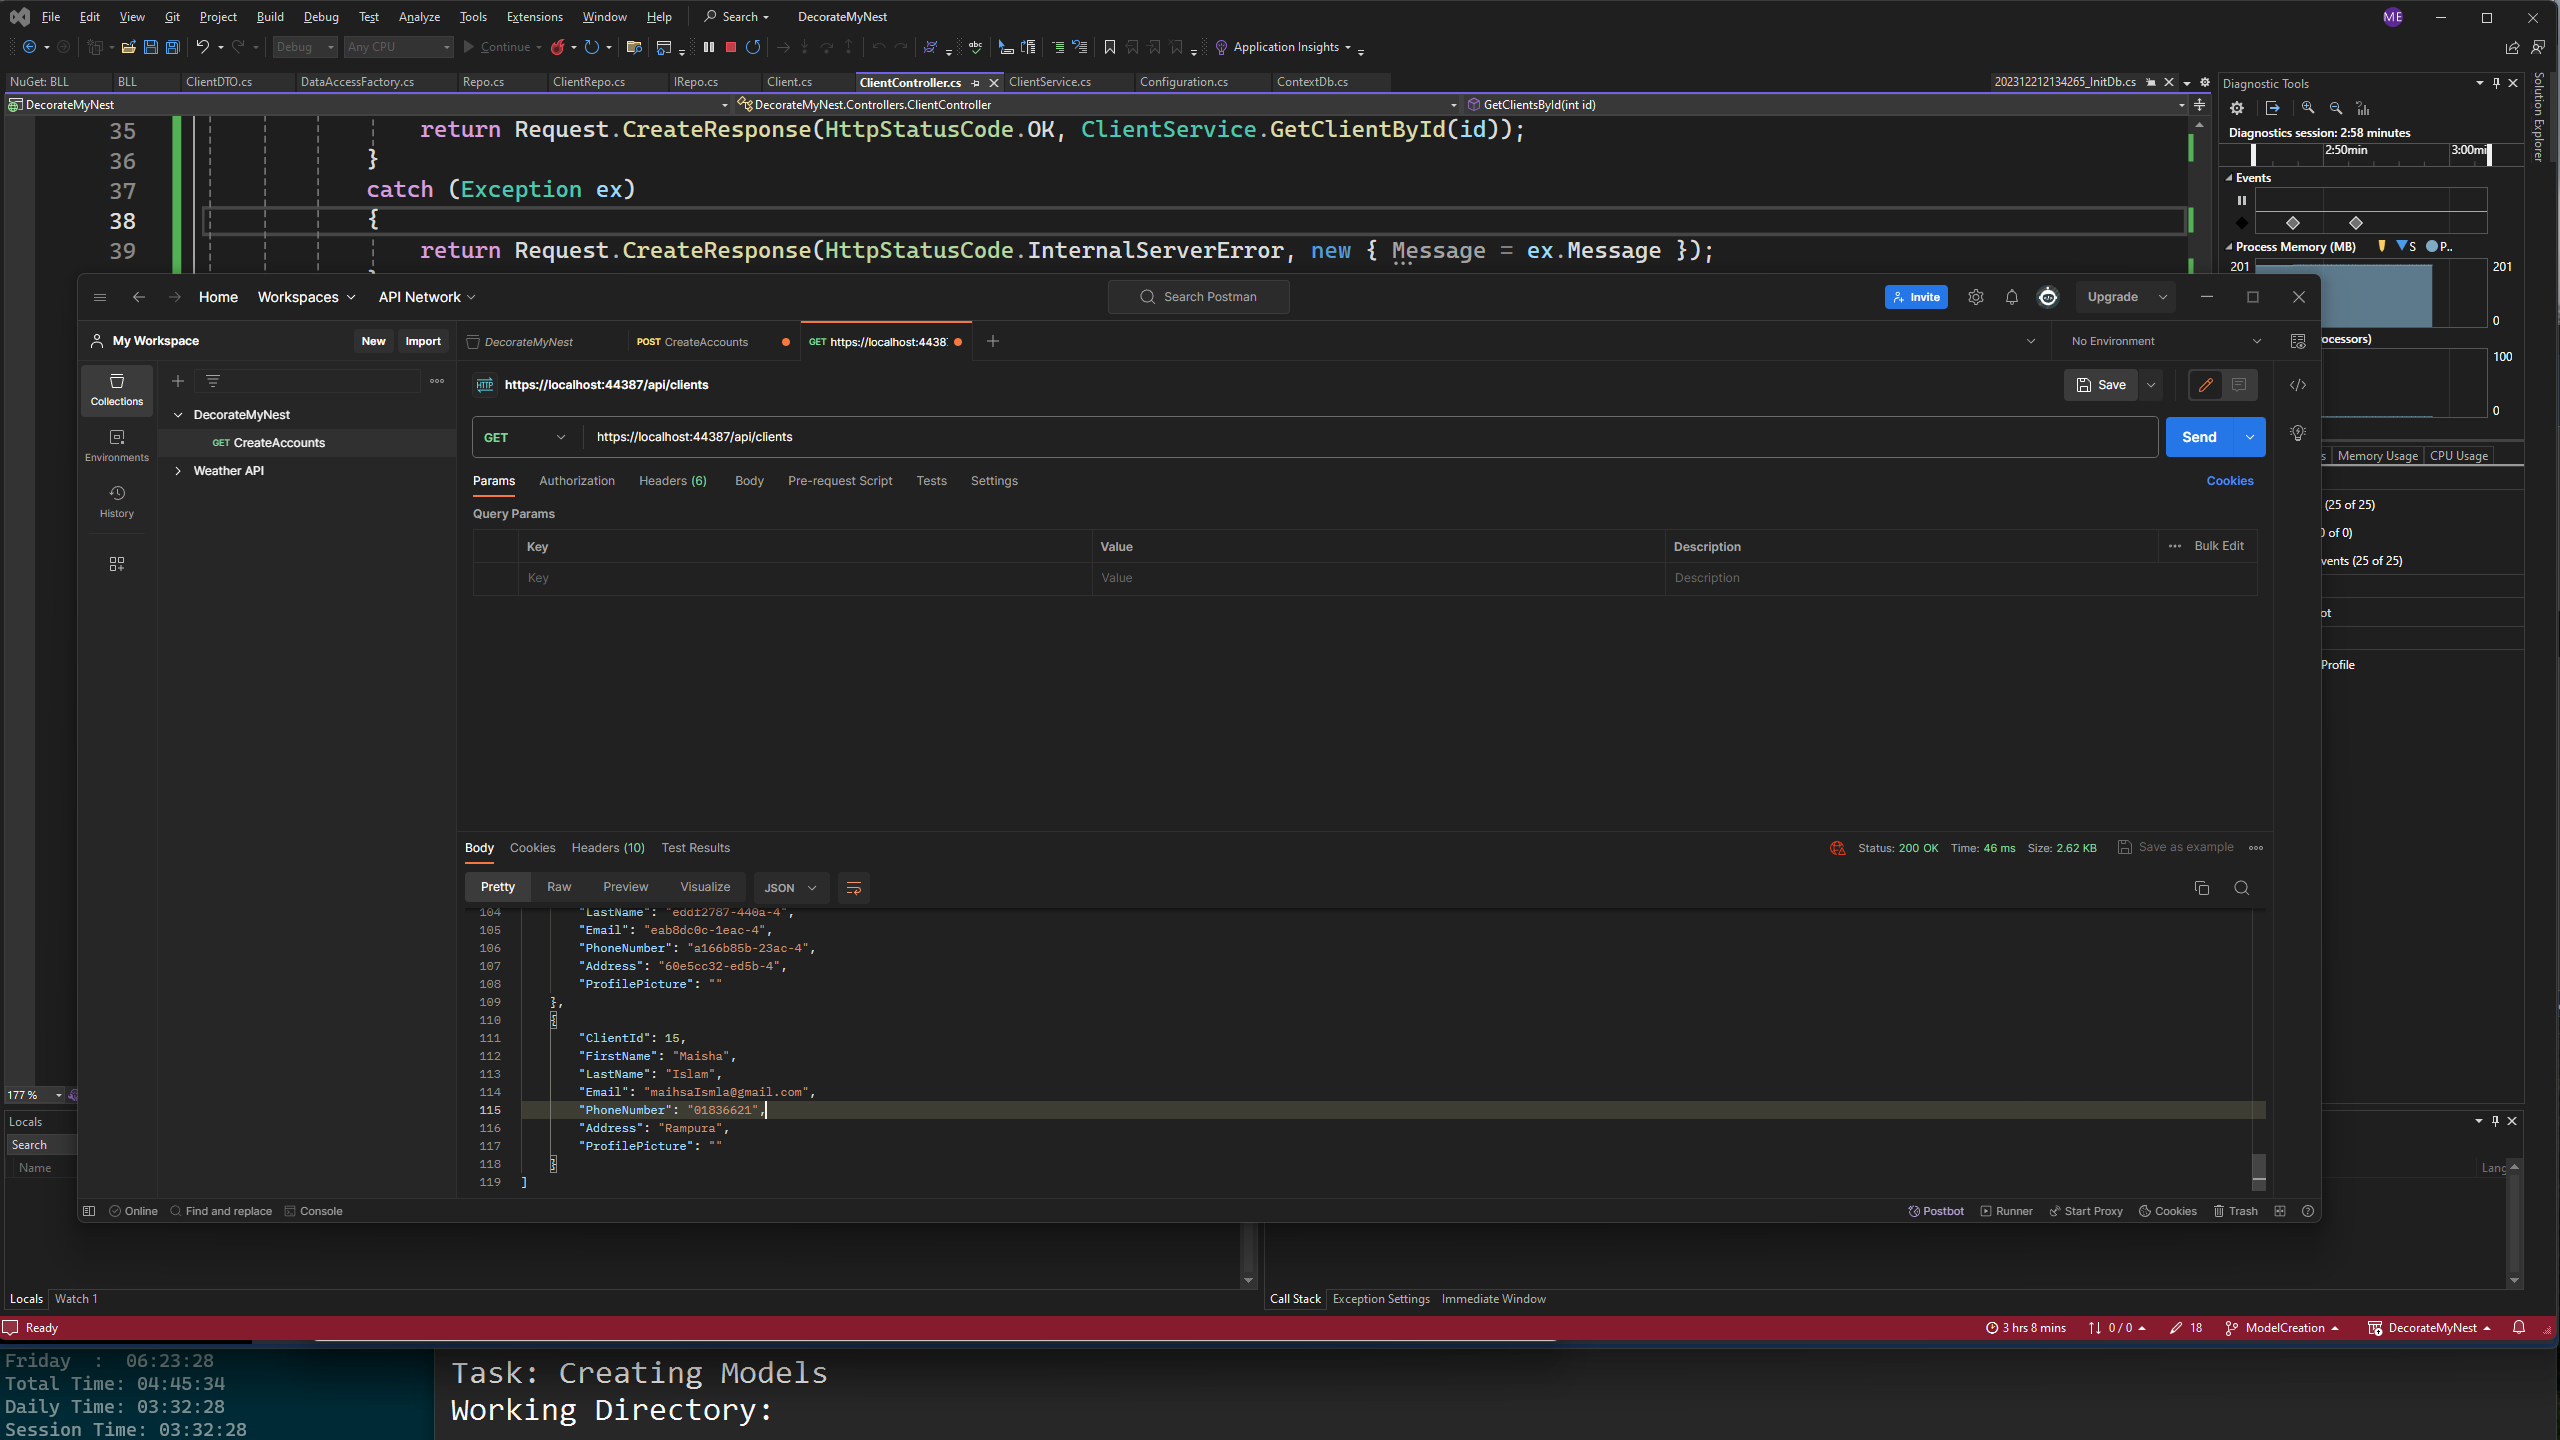 File Edit View Git Project Build Debug Test Analyze Tools Extensions Window Help Search DecorateMyNest ME
Debug Any CPU Continue Application Insights
NuGet: BLL BLL ClientDTO.cs DataAccessFactory.cs Repo.cs ClientRepo.cs IRepo.cs Client.cs ClientController.cs ClientService.cs Configuration.cs ContextDb.cs 202312212134265_InitDb.cs
DecorateMyNest DecorateMyNest.Controllers.ClientController GetClientsById(int id)
35 return Request.CreateResponse(HttpStatusCode.OK, ClientService.GetClientById(id));
36 }
37 catch (Exception ex)
38 {
39 return Request.CreateResponse(HttpStatusCode.InternalServerError, new { Message = ex.Message });
Diagnostic Tools
Solution Explorer
Diagnostics session: 2:58 minutes
2:50min 3:00mi
Events
Process Memory (MB) S P..
201 201
0
ocessors)
100
0
s Memory Usage CPU Usage
(25 of 25)
0 of 0)
vents (25 of 25)
ot
Profile
Home Workspaces API Network Search Postman Invite Upgrade
My Workspace New Import DecorateMyNest POST CreateAccounts GET https://localhost:4438 No Environment
Collections
Environments
History
DecorateMyNest
GET CreateAccounts
Weather API
HTTP https://localhost:44387/api/clients Save
GET https://localhost:44387/api/clients Send
Params Authorization Headers (6) Body Pre-request Script Tests Settings Cookies
Query Params
Key Value Description Bulk Edit
Key Value Description
Body Cookies Headers (10) Test Results Status: 200 OK Time: 46 ms Size: 2.62 KB Save as example
Pretty Raw Preview Visualize JSON
104 "LastName": "eddf2787-440a-4",
105 "Email": "eab8dc0c-1eac-4",
106 "PhoneNumber": "a166b85b-23ac-4",
107 "Address": "60e5cc32-ed5b-4",
108 "ProfilePicture": ""
109 },
110 {
111 "ClientId": 15,
112 "FirstName": "Maisha",
113 "LastName": "Islam",
114 "Email": "maihsaIsmla@gmail.com",
115 "PhoneNumber": "01836621",
116 "Address": "Rampura",
117 "ProfilePicture": ""
118 }
119 ]
Online Find and replace Console Postbot Runner Start Proxy Cookies Trash
177 %
Locals
Search
Name
Lang
Locals Watch 1
Call Stack Exception Settings Immediate Window
Ready 3 hrs 8 mins 0 / 0 18 ModelCreation DecorateMyNest
Friday : 06:23:28
Total Time: 04:45:34
Daily Time: 03:32:28
Session Time: 03:32:28
Task: Creating Models
Working Directory: